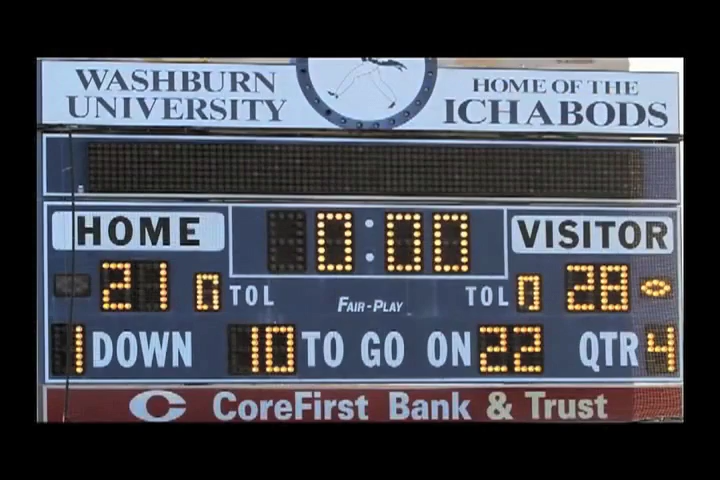 WASHBURN UNIVERSITY
HOME OF THE ICHABODS
HOME 0:00 VISITOR
21 0 TOL FAIR-PLAY TOL 0 28
1 DOWN 10 TO GO ON 22 QTR 4
C CoreFirst Bank & Trust